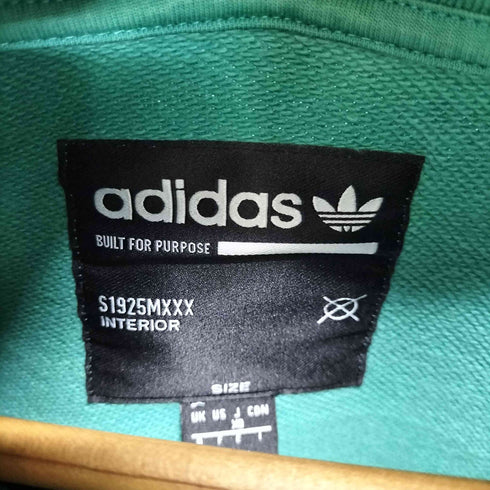 adidas
BUILT FOR PURPOSE
S1925MXXX
INTERIOR
SIZE
UK US J CDN